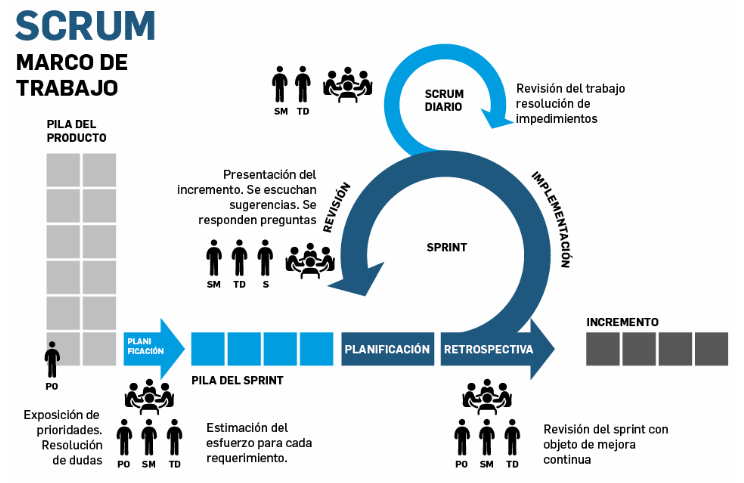 SCRUM
MARCO DE
TRABAJO
PILA DEL
PRODUCTO
SM TD
SCRUM
DIARIO
Revisión del trabajo
resolución de
impedimientos
Presentación del
incremento. Se escuchan
sugerencias. Se
responden preguntas
SM TD S
REVISIÓN
SPRINT
IMPLEMENTACIÓN
PO
PLANI
FICACIÓN
PILA DEL SPRINT
PLANIFICACIÓN
RETROSPECTIVA
INCREMENTO
Exposición de
prioridades.
Resolución
de dudas
PO SM TD
Estimación del
esfuerzo para cada
requerimiento.
PO SM TD
Revisión del sprint con
objeto de mejora
continua